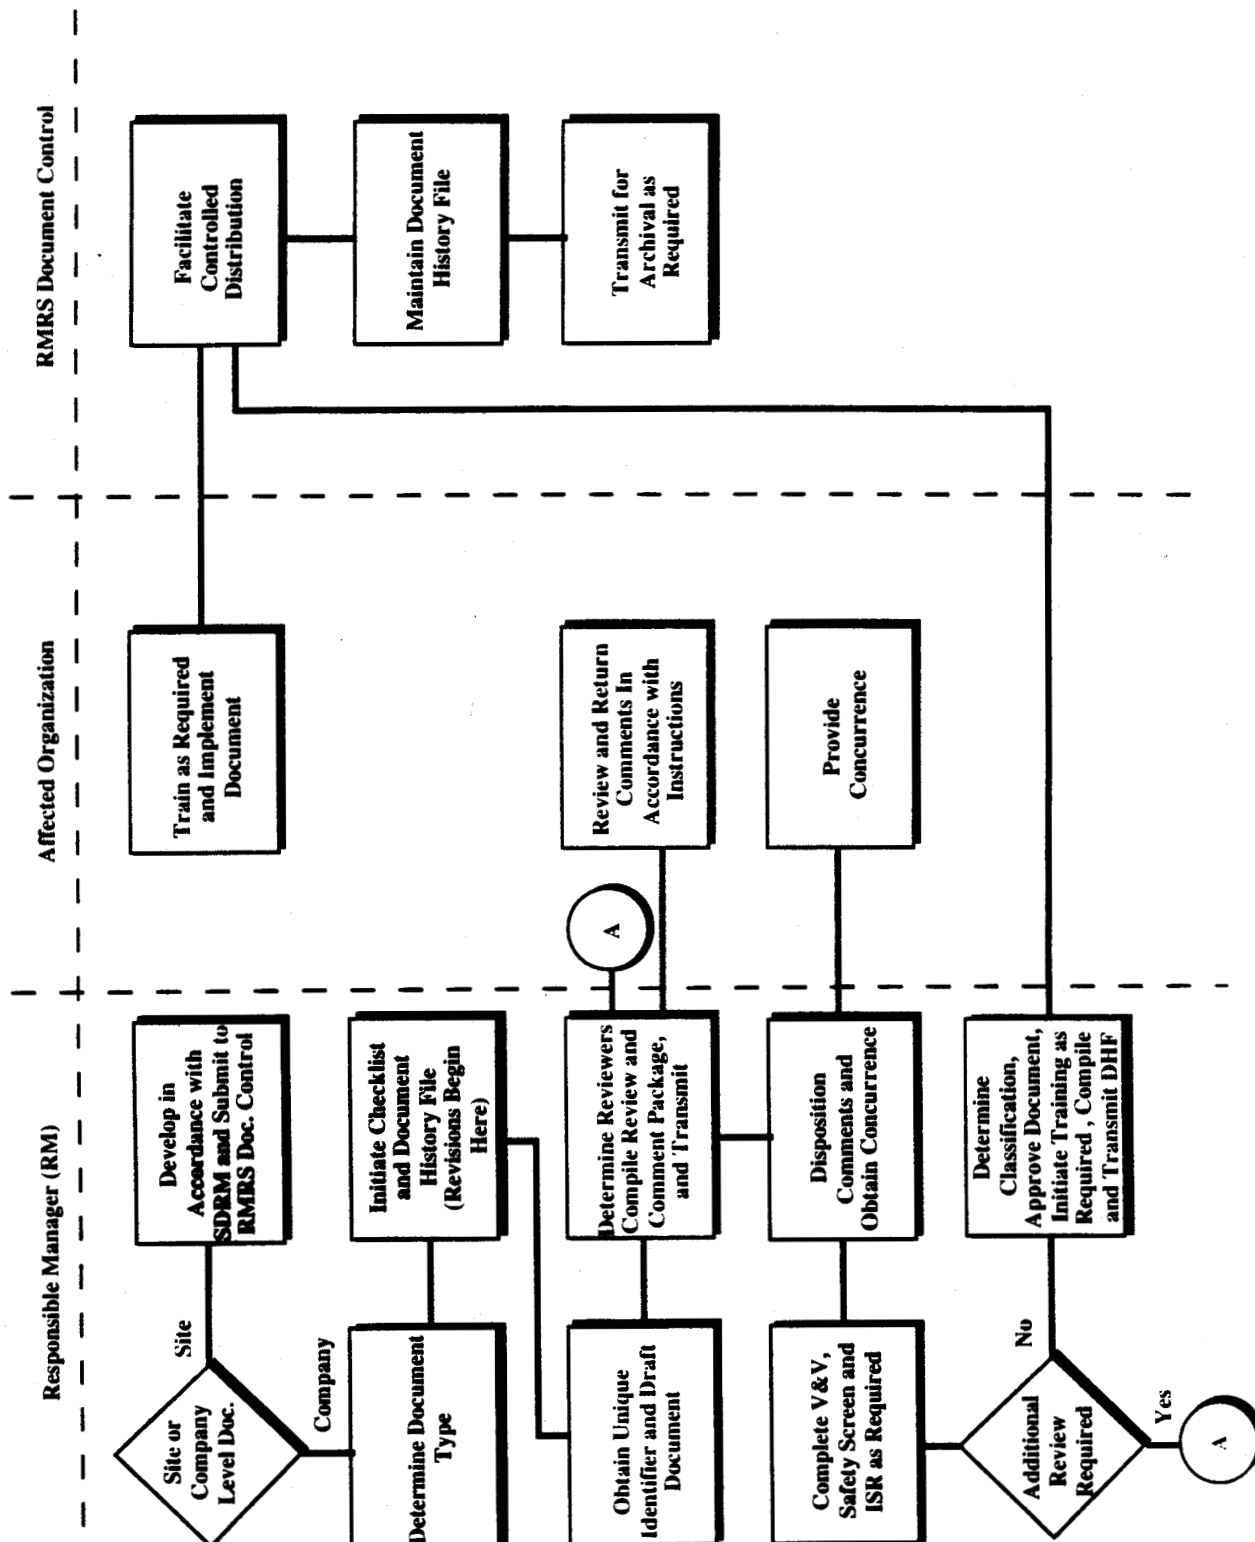 Responsible Manager (RM)
Affected Organization
RMRS Document Control
Site or
Company
Level Doc.
Site
Company
Develop in
Accordance with
SDRM and Submit to
RMRS Doc. Control
Train as Required
and Implement
Document
Facilitate
Controlled
Distribution
Determine Document
Type
Initiate Checklist
and Document
History File
(Revisions Begin
Here)
Maintain Document
History File
Obtain Unique
Identifier and Draft
Document
Determine Reviewers
Compile Review and
Comment Package,
and Transmit
A
Review and Return
Comments In
Accordance with
Instructions
Transmit for
Archival as
Required
Complete V&V,
Safety Screen and
ISR as Required
Disposition
Comments and
Obtain Concurrence
Provide
Concurrence
Additional
Review
Required
No
Yes
A
Determine
Classification,
Approve Document,
Initiate Training as
Required , Compile
and Transmit DHF